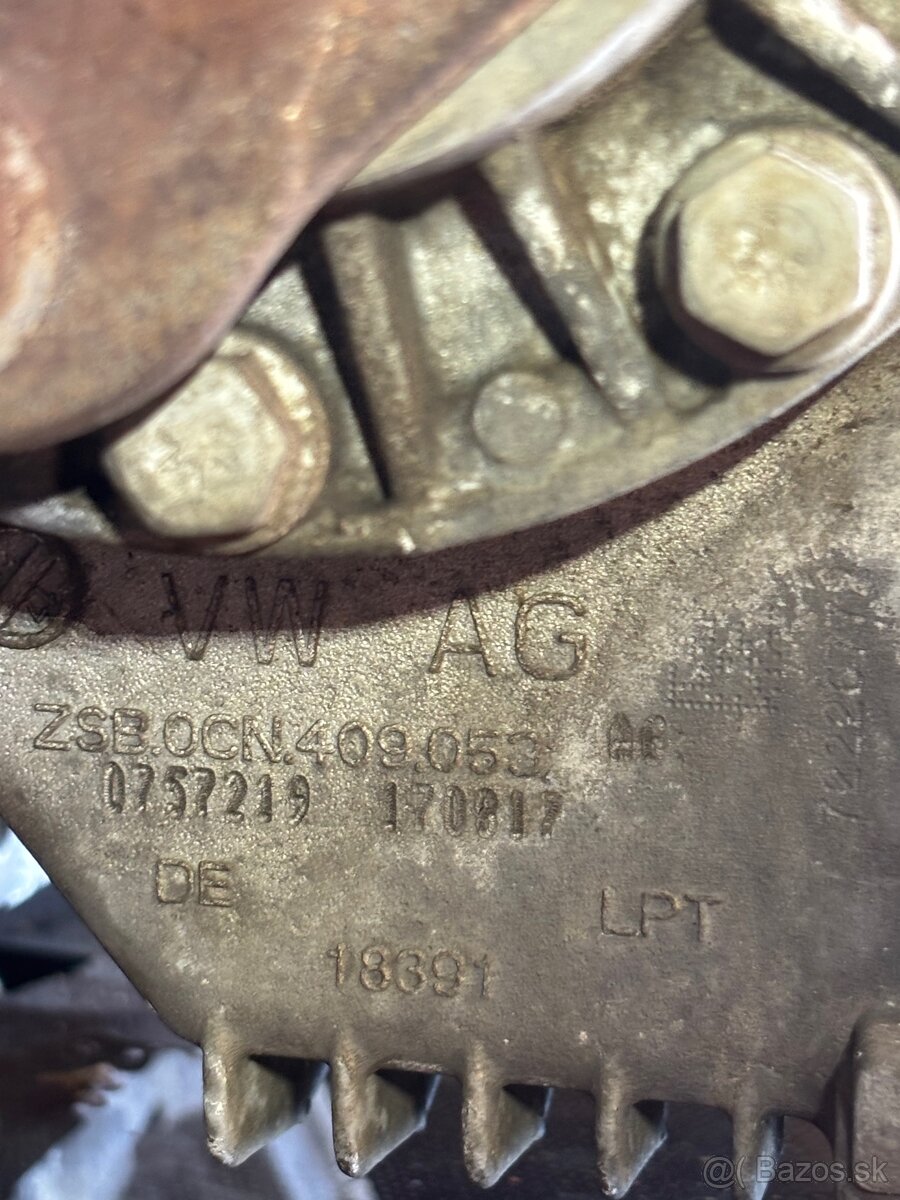 VW AG
ZSB.0CN.409.053.
0757219 170817
DE
LPT
18391
@( Bazos.sk